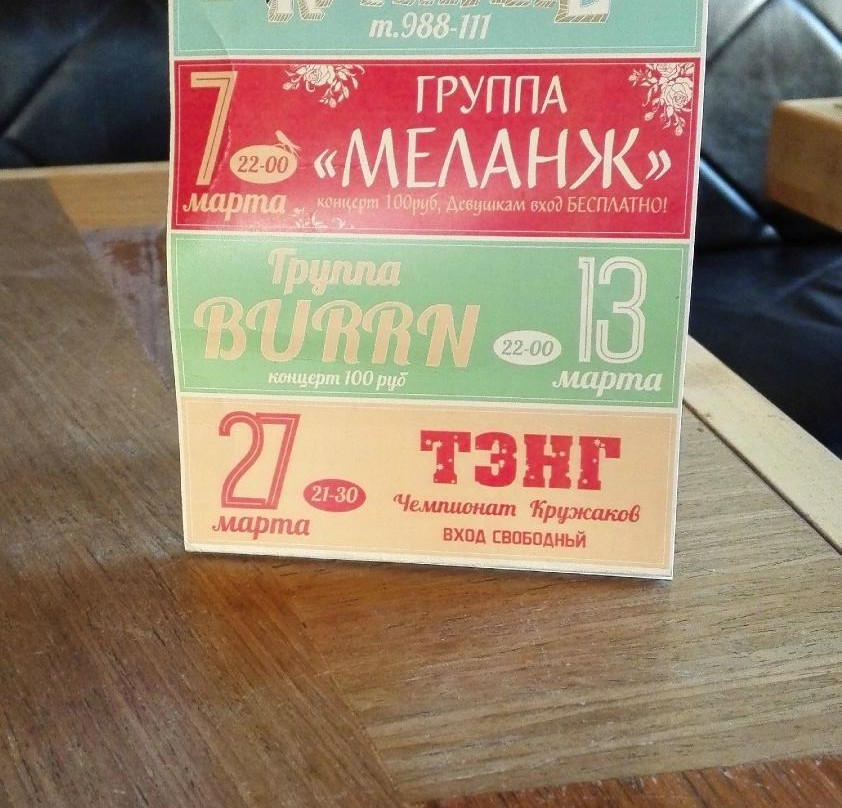 т.988-111
7
марта
22-00
ГРУППА
«МЕЛАНЖ»
концерт 100руб, Девушкам вход БЕСПЛАТНО!
Группа
BURRN
концерт 100 руб
22-00
13
марта
27
марта
21-30
ТЭНГ
Чемпионат Кружаков
ВХОД СВОБОДНЫЙ